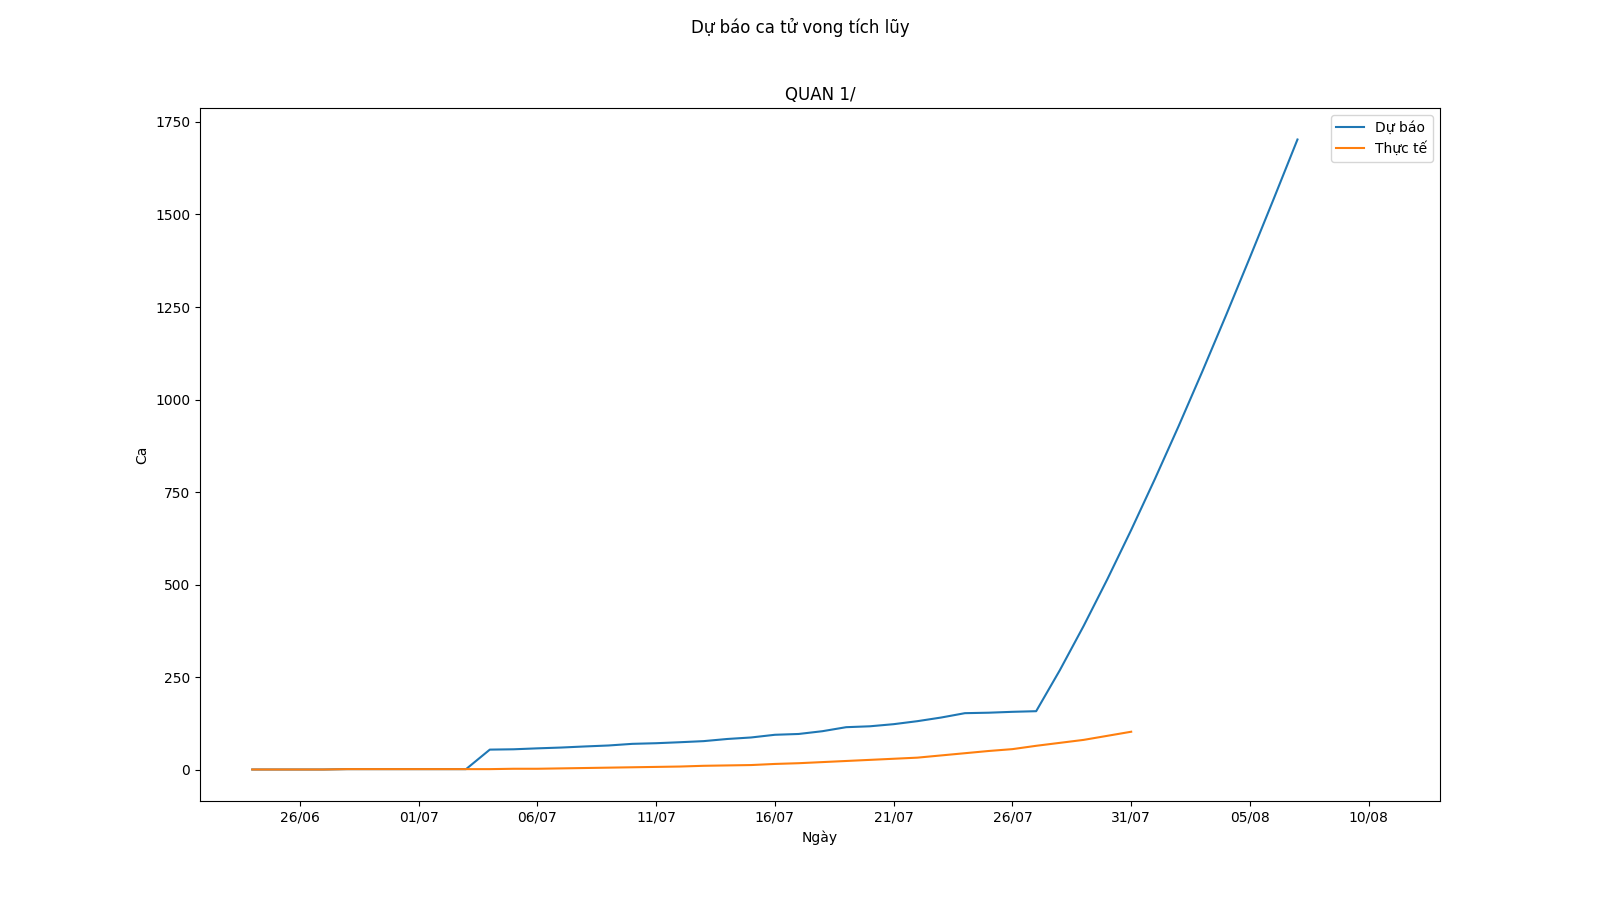 Dự báo ca tử vong tích lũy
QUAN 1/
Dự báo
Thực tế
1750
1500
1250
1000
750
500
250
0
Ca
26/06 01/07 06/07 11/07 16/07 21/07 26/07 31/07 05/08 10/08
Ngày